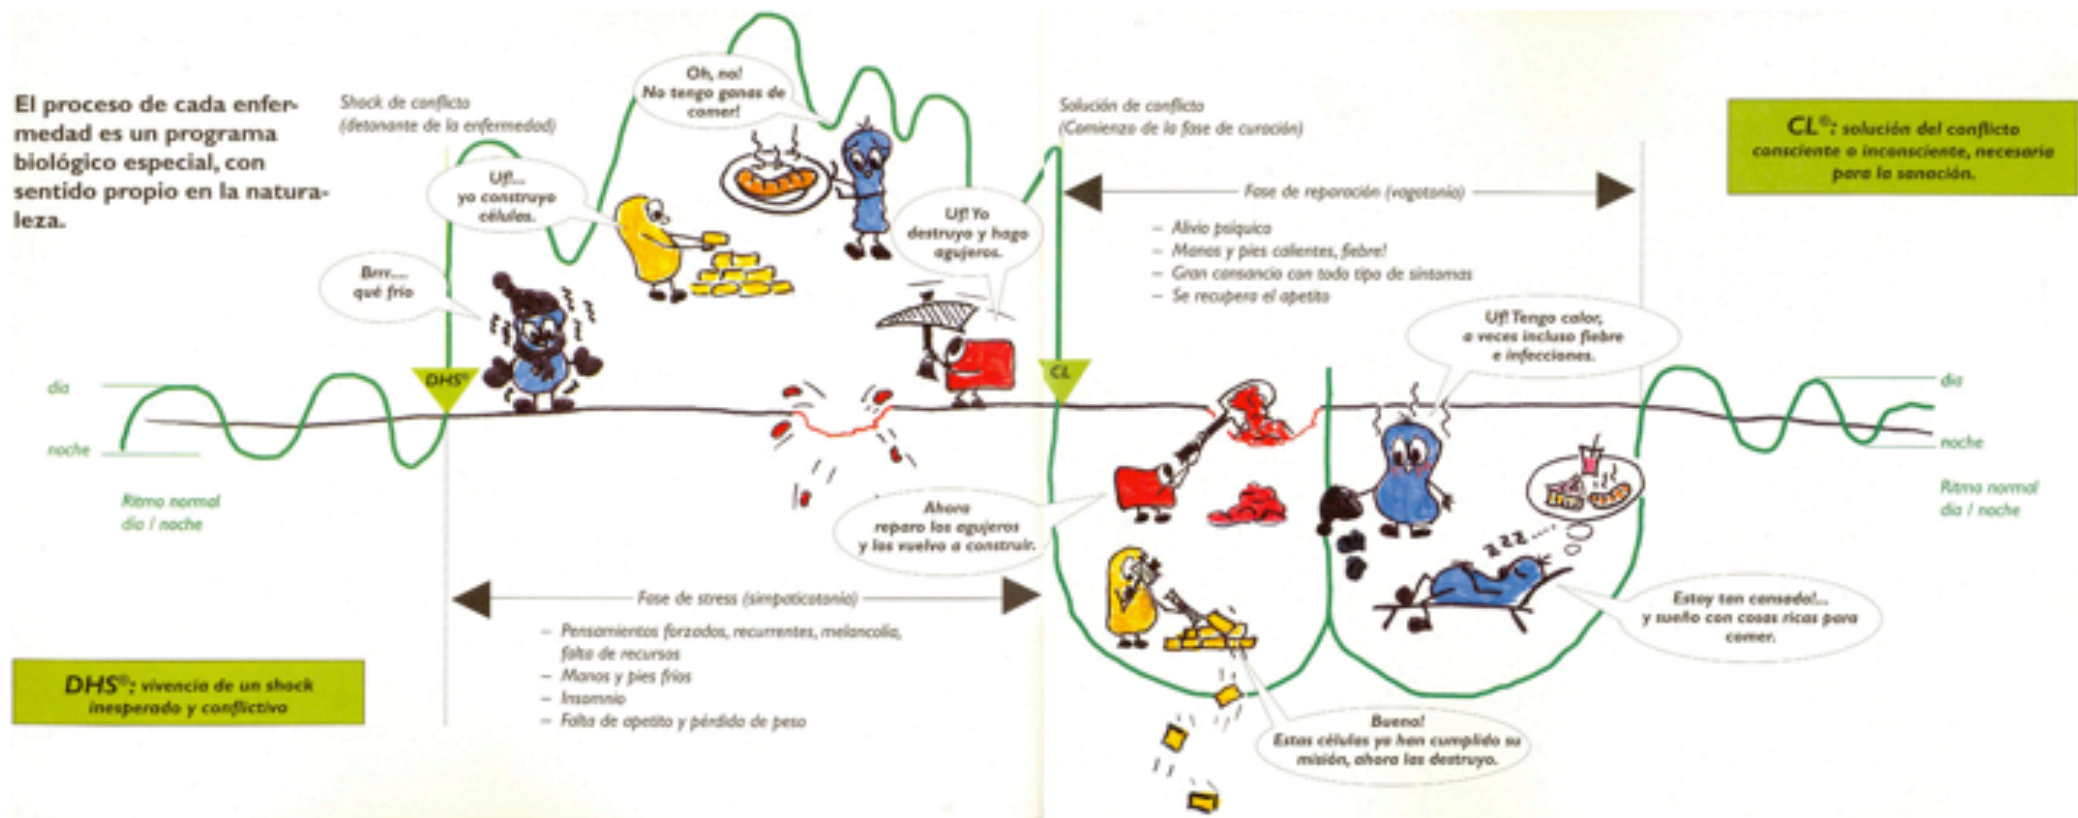 El proceso de cada enfer-
medad es un programa
biológico especial, con
sentido propio en la natura-
leza.
Shock de conflicto
(detonante de la enfermedad)
Brrr....
qué frío
Uf!...
yo construyo
células.
Oh, no!
No tengo ganas de
comer!
Uf! Yo
destruyo y hago
agujeros.
Solución de conflicto
(Comienzo de la fase de curación)
CL®: solución del conflicto
consciente o inconsciente, necesaria
para la sanación.
Fase de reparación (vagotonía)
– Alivio psíquico
– Manos y pies calientes, fiebre!
– Gran cansancio con todo tipo de síntomas
– Se recupera el apetito
Uf! Tengo calor,
a veces incluso fiebre
e infecciones.
DHS®
CL
día
noche
Ritmo normal
día / noche
día
noche
Ritmo normal
día / noche
Ahora
reparo los agujeros
y los vuelvo a construir.
zzz...
Estoy tan cansado!...
y sueño con cosas ricas para
comer.
Fase de stress (simpaticotonía)
– Pensamientos forzados, recurrentes, melancolía,
falta de recursos
– Manos y pies fríos
– Insomnio
– Falta de apetito y pérdida de peso
DHS®: vivencia de un shock
inesperado y conflictivo
Bueno!
Estas células ya han cumplido su
misión, ahora las destruyo.